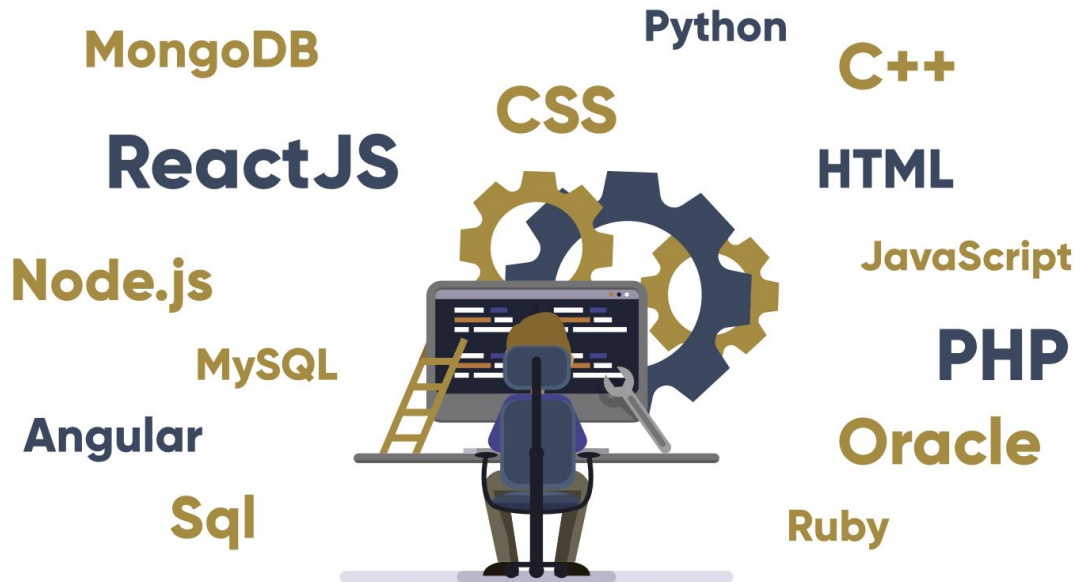 Python
MongoDB
C++
CSS
ReactJS
HTML
JavaScript
Node.js
PHP
MySQL
Angular
Oracle
Sql
Ruby